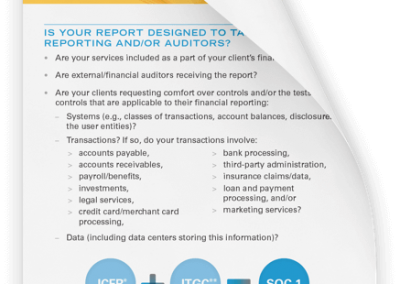 IS YOUR REPORT DESIGNED TO TA
REPORTING AND/OR AUDITORS?
• Are your services included as a part of your client's fina
• Are external/financial auditors receiving the report?
• Are your clients requesting comfort over controls and/or the test
controls that are applicable to their financial reporting:
– Systems (e.g., classes of transactions, account balances, disclosure
the user entities)?
– Transactions? If so, do your transactions involve:
> accounts payable,
> accounts receivables,
> payroll/benefits,
> investments,
> legal services,
> credit card/merchant card
processing,
> bank processing,
> third-party administration,
> insurance claims/data,
> loan and payment
processing, and/or
> marketing services?
– Data (including data centers storing this information)?
ICFR* + ITGC** = SOC 1